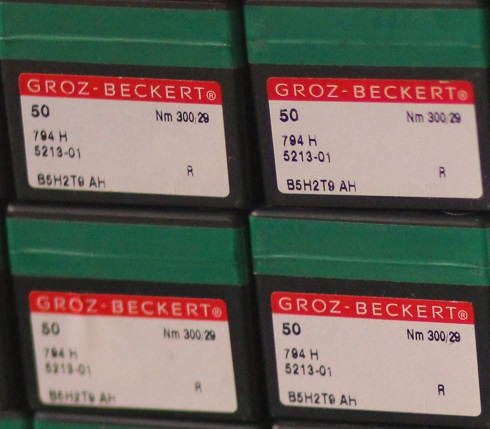 GROZ-BECKERT®
50 Nm 300/29
794 H
5213-01
R
B5H2T9 AH
GROZ-BECKERT®
50 Nm 300/29
794 H
5213-01
R
B5H2T9 AH
GROZ-BECKERT®
50 Nm 300/29
794 H
5213-01
R
B5H2T9 AH
GROZ-BECKERT®
50 Nm 300/29
794 H
5213-01
R
B5H2T9 AH